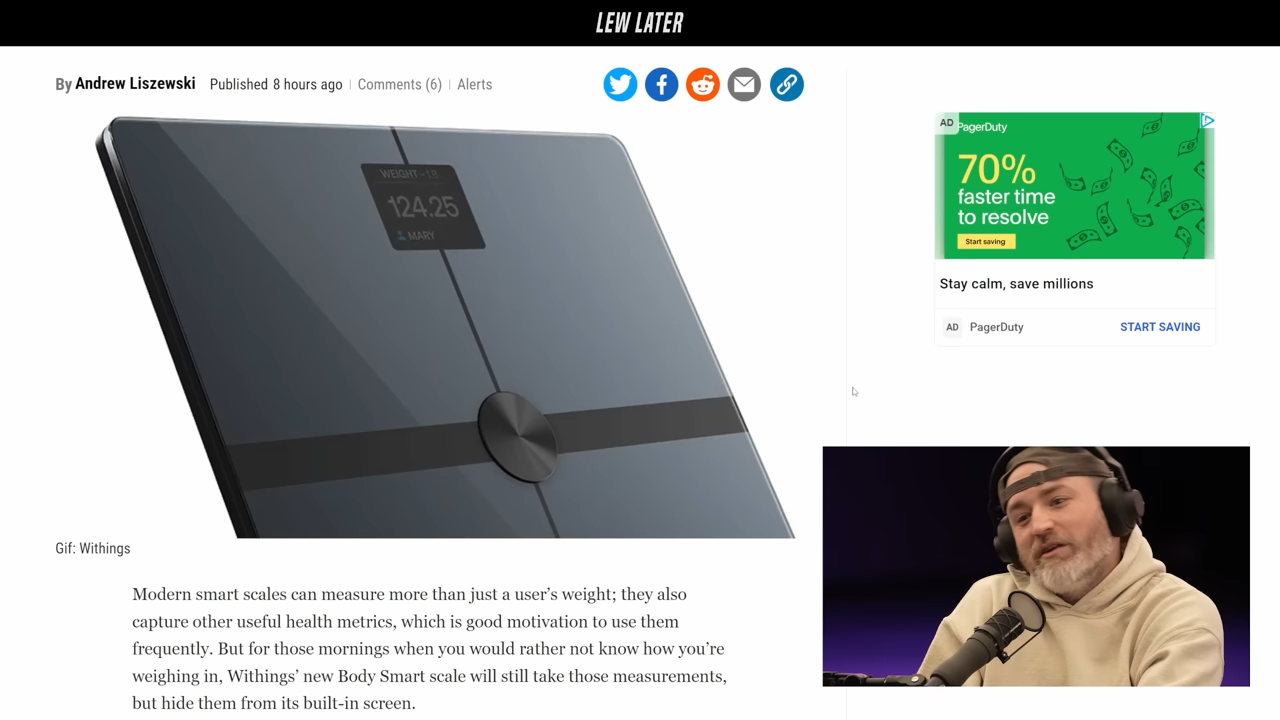 LEW LATER
By Andrew Liszewski Published 8 hours ago | Comments (6) | Alerts
WEIGHT -1.8
124.25
MARY
AD PagerDuty
70%
faster time
to resolve
Start saving
Stay calm, save millions
AD PagerDuty START SAVING
Gif: Withings
Modern smart scales can measure more than just a user’s weight; they also
capture other useful health metrics, which is good motivation to use them
frequently. But for those mornings when you would rather not know how you’re
weighing in, Withings’ new Body Smart scale will still take those measurements,
but hide them from its built-in screen.